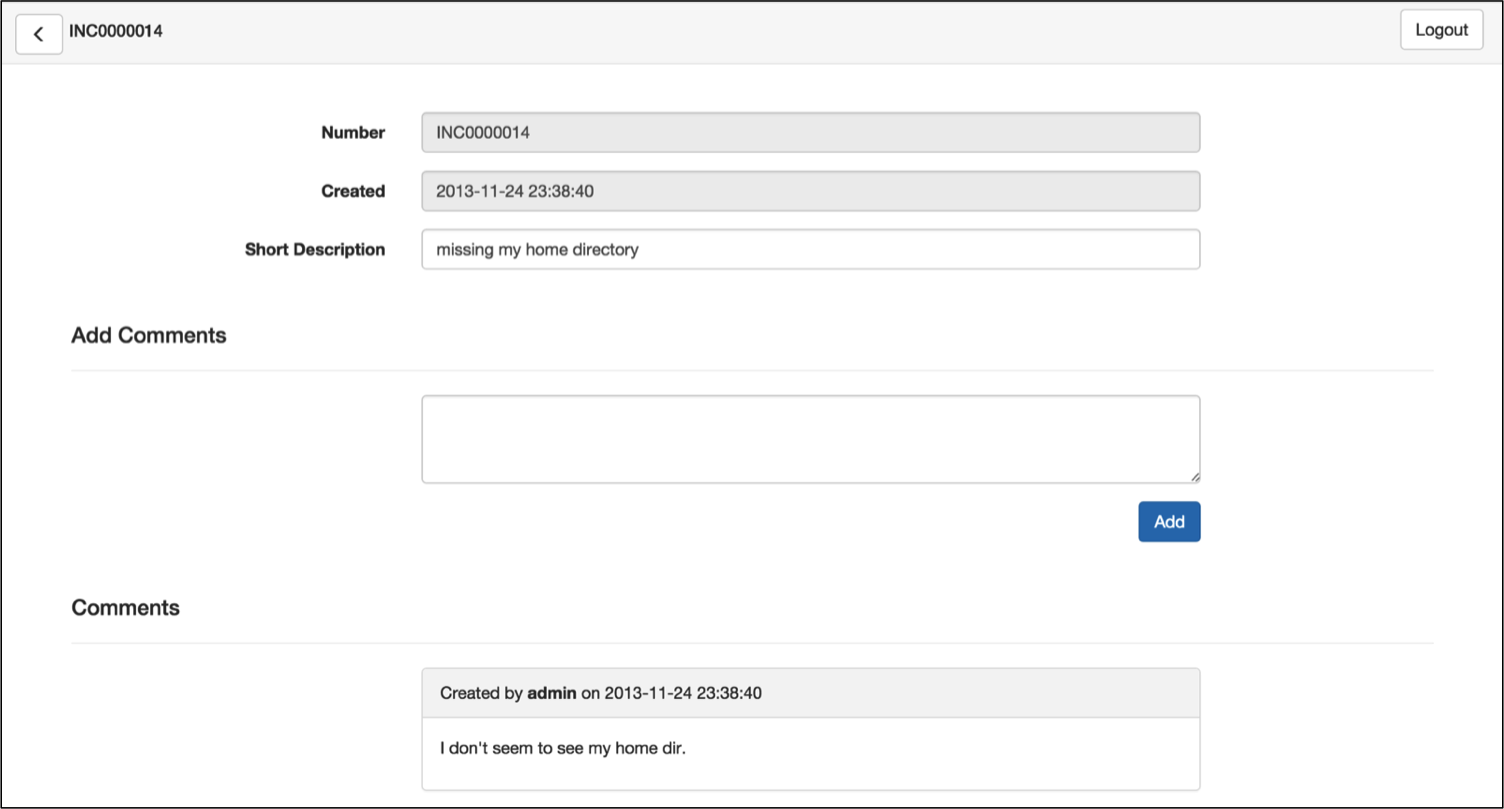 INC0000014
Logout
Number INC0000014
Created 2013-11-24 23:38:40
Short Description missing my home directory
Add Comments
Add
Comments
Created by admin on 2013-11-24 23:38:40
I don't seem to see my home dir.